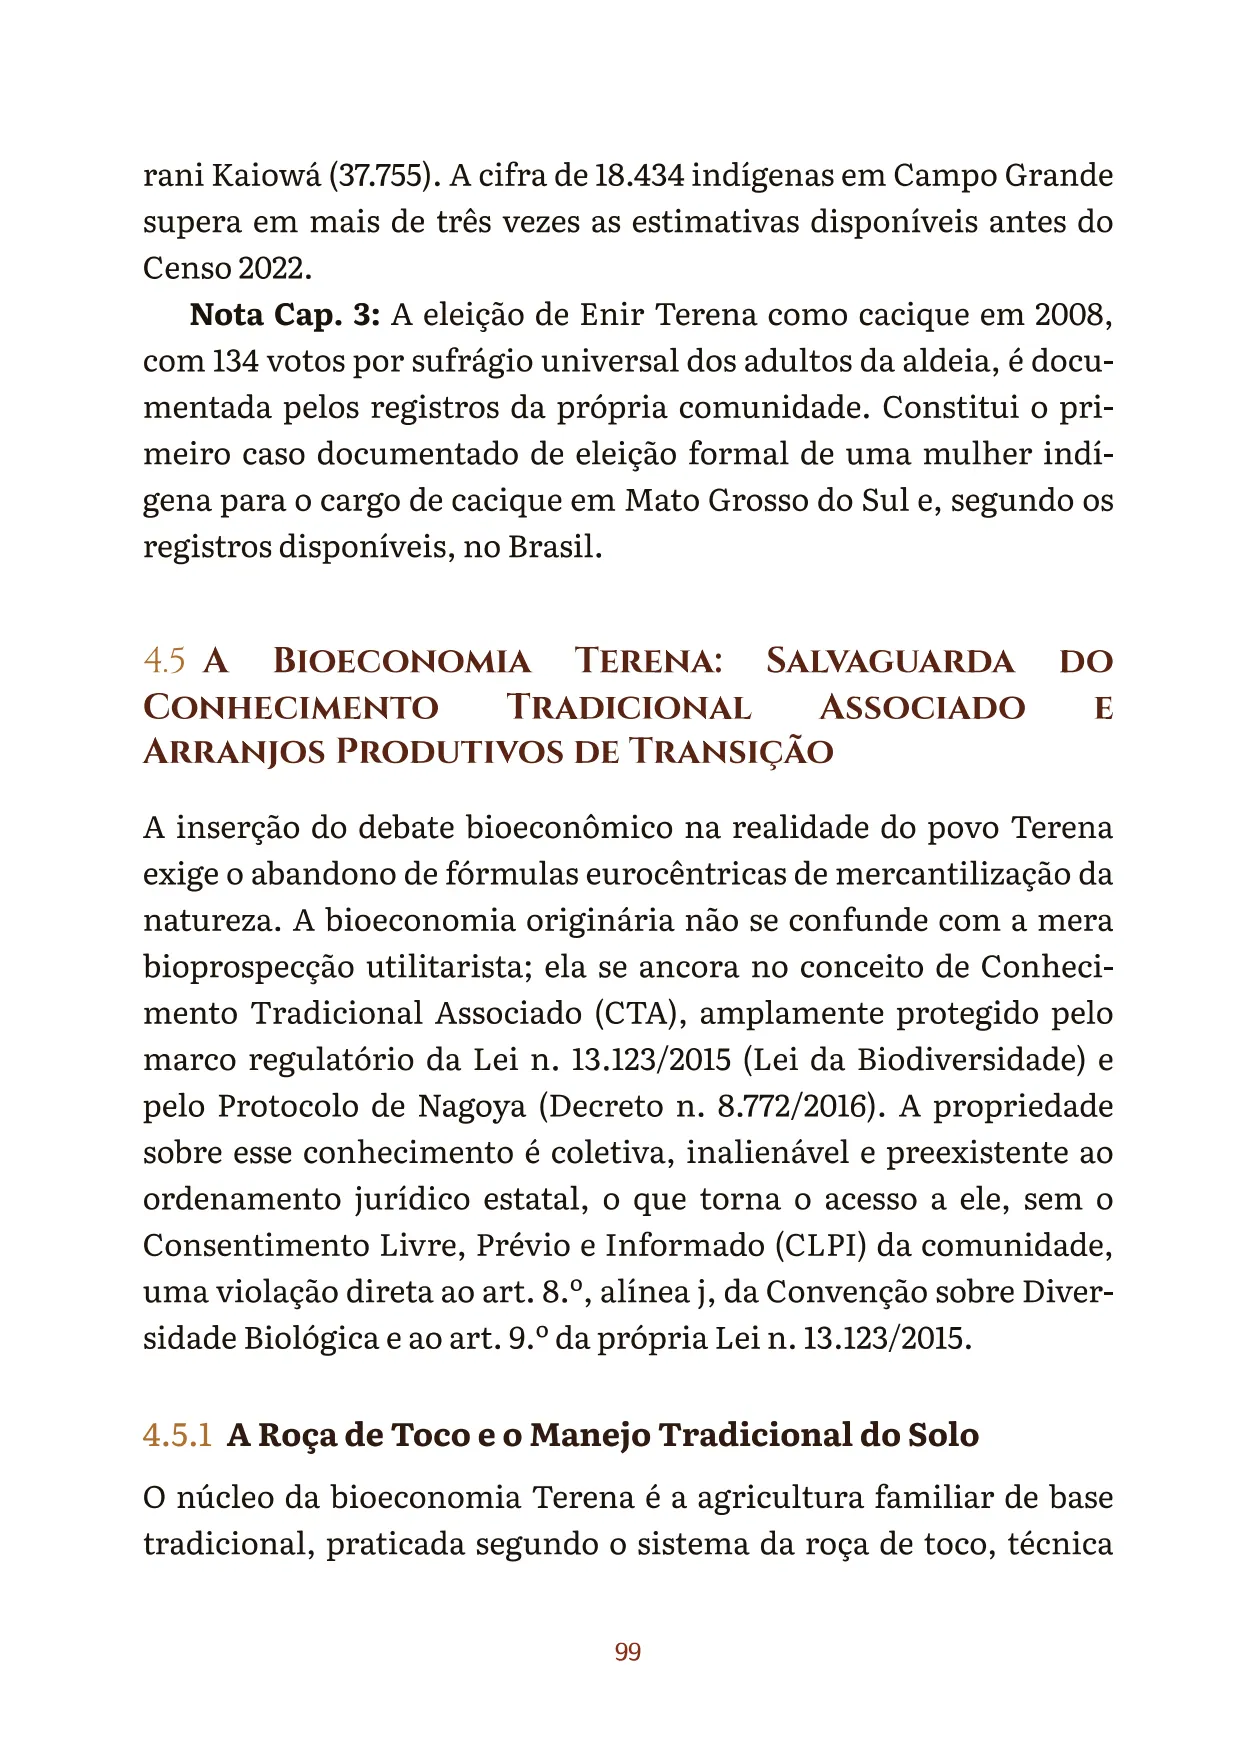 rani Kaiowá (37.755). A cifra de 18.434 indígenas em Campo Grande
supera em mais de três vezes as estimativas disponíveis antes do
Censo 2022.
Nota Cap. 3: A eleição de Enir Terena como cacique em 2008,
com 134 votos por sufrágio universal dos adultos da aldeia, é docu-
mentada pelos registros da própria comunidade. Constitui o pri-
meiro caso documentado de eleição formal de uma mulher indí-
gena para o cargo de cacique em Mato Grosso do Sul e, segundo os
registros disponíveis, no Brasil.
4.5 A Bioeconomia Terena: Salvaguarda do
Conhecimento Tradicional Associado e
Arranjos Produtivos de Transição
A inserção do debate bioeconômico na realidade do povo Terena
exige o abandono de fórmulas eurocêntricas de mercantilização da
natureza. A bioeconomia originária não se confunde com a mera
bioprospecção utilitarista; ela se ancora no conceito de Conheci-
mento Tradicional Associado (CTA), amplamente protegido pelo
marco regulatório da Lei n. 13.123/2015 (Lei da Biodiversidade) e
pelo Protocolo de Nagoya (Decreto n. 8.772/2016). A propriedade
sobre esse conhecimento é coletiva, inalienável e preexistente ao
ordenamento jurídico estatal, o que torna o acesso a ele, sem o
Consentimento Livre, Prévio e Informado (CLPI) da comunidade,
uma violação direta ao art. 8.º, alínea j, da Convenção sobre Diver-
sidade Biológica e ao art. 9.º da própria Lei n. 13.123/2015.
4.5.1 A Roça de Toco e o Manejo Tradicional do Solo
O núcleo da bioeconomia Terena é a agricultura familiar de base
tradicional, praticada segundo o sistema da roça de toco, técnica
99